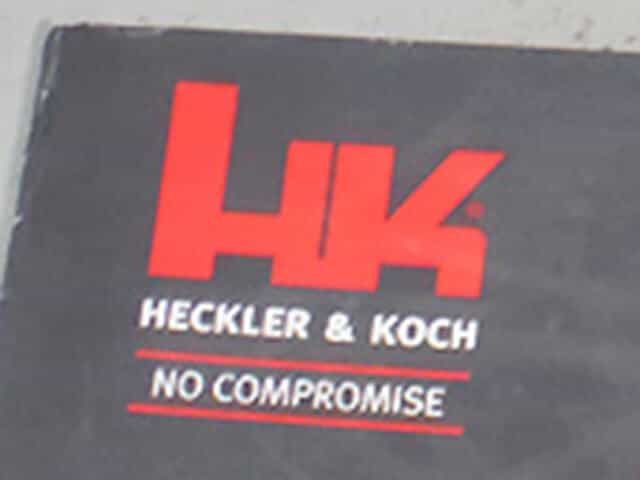 HK
HECKLER & KOCH
NO COMPROMISE